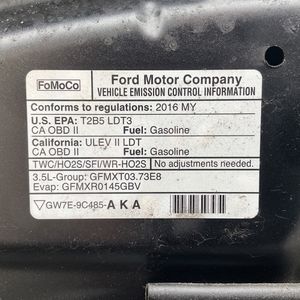 FoMoCo
Ford Motor Company
VEHICLE EMISSION CONTROL INFORMATION
Conforms to regulations: 2016 MY
U.S. EPA: T2B5 LDT3
CA OBD II Fuel: Gasoline
California: ULEV II LDT
CA OBD II Fuel: Gasoline
TWC/HO2S/SFI/WR-HO2S No adjustments needed.
3.5L-Group: GFMXT03.73E8
Evap: GFMXR0145GBV
GW7E-9C485-AKA